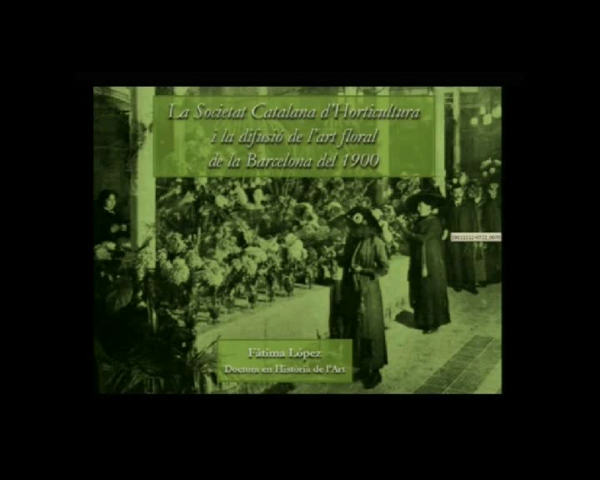 La Societat Catalana d'Horticultura
i la difusió de l'art floral
de la Barcelona del 1900
Fàtima López
Doctora en Història de l'Art